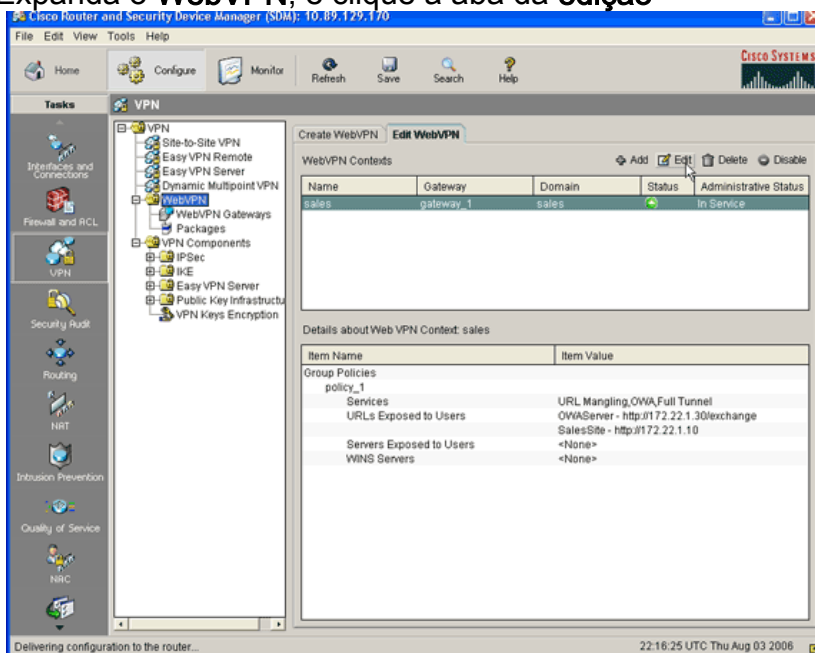 Expanda o WebVPN, e clique a aba da edição
Cisco Router and Security Device Manager (SDM): 10.89.129.170
File Edit View Tools Help
Home Configure Monitor Refresh Save Search Help
CISCO SYSTEMS
Tasks
VPN
Interfaces and Connections
Firewall and ACL
VPN
Security Audit
Routing
NAT
Intrusion Prevention
Quality of Service
NAC
VPN
Site-to-Site VPN
Easy VPN Remote
Easy VPN Server
Dynamic Multipoint VPN
WebVPN
WebVPN Gateways
Packages
VPN Components
IPSec
IKE
Easy VPN Server
Public Key Infrastructu
VPN Keys Encryption
Create WebVPN Edit WebVPN
WebVPN Contexts Add Edit Delete Disable
Name Gateway Domain Status Administrative Status
sales gateway_1 sales In Service
Details about Web VPN Context: sales
Item Name Item Value
Group Policies
policy_1
Services URL Mangling,OWA,Full Tunnel
URLs Exposed to Users OWAServer - http://172.22.1.30/exchange
SalesSite - http://172.22.1.10
Servers Exposed to Users <None>
WINS Servers <None>
Delivering configuration to the router... 22:16:25 UTC Thu Aug 03 2006